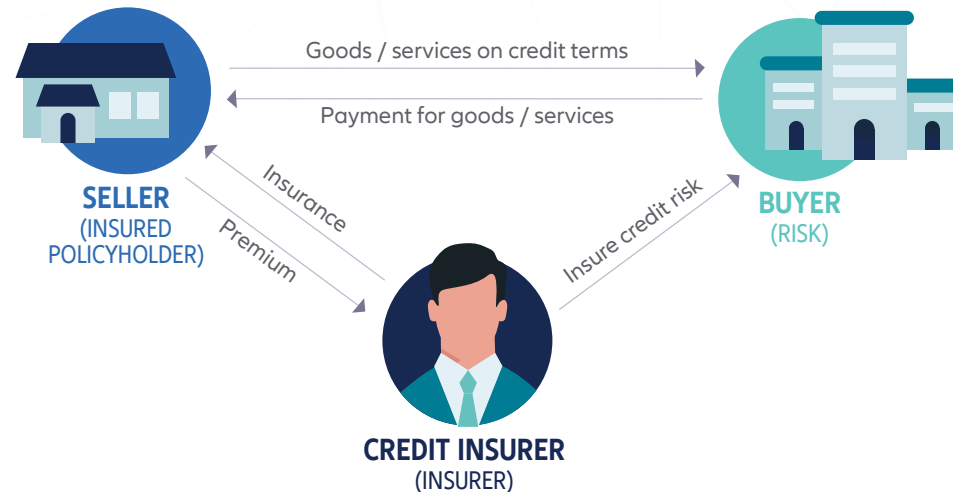 Goods / services on credit terms
Payment for goods / services
SELLER
(INSURED
POLICYHOLDER)
BUYER
(RISK)
Insurance
Premium
Insure credit risk
CREDIT INSURER
(INSURER)